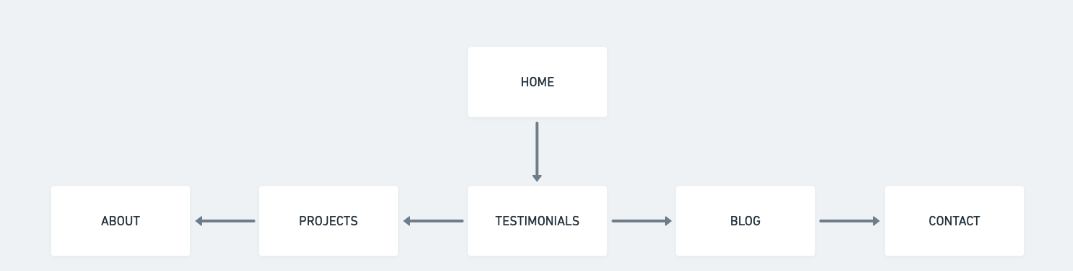 HOME
ABOUT
PROJECTS
TESTIMONIALS
BLOG
CONTACT